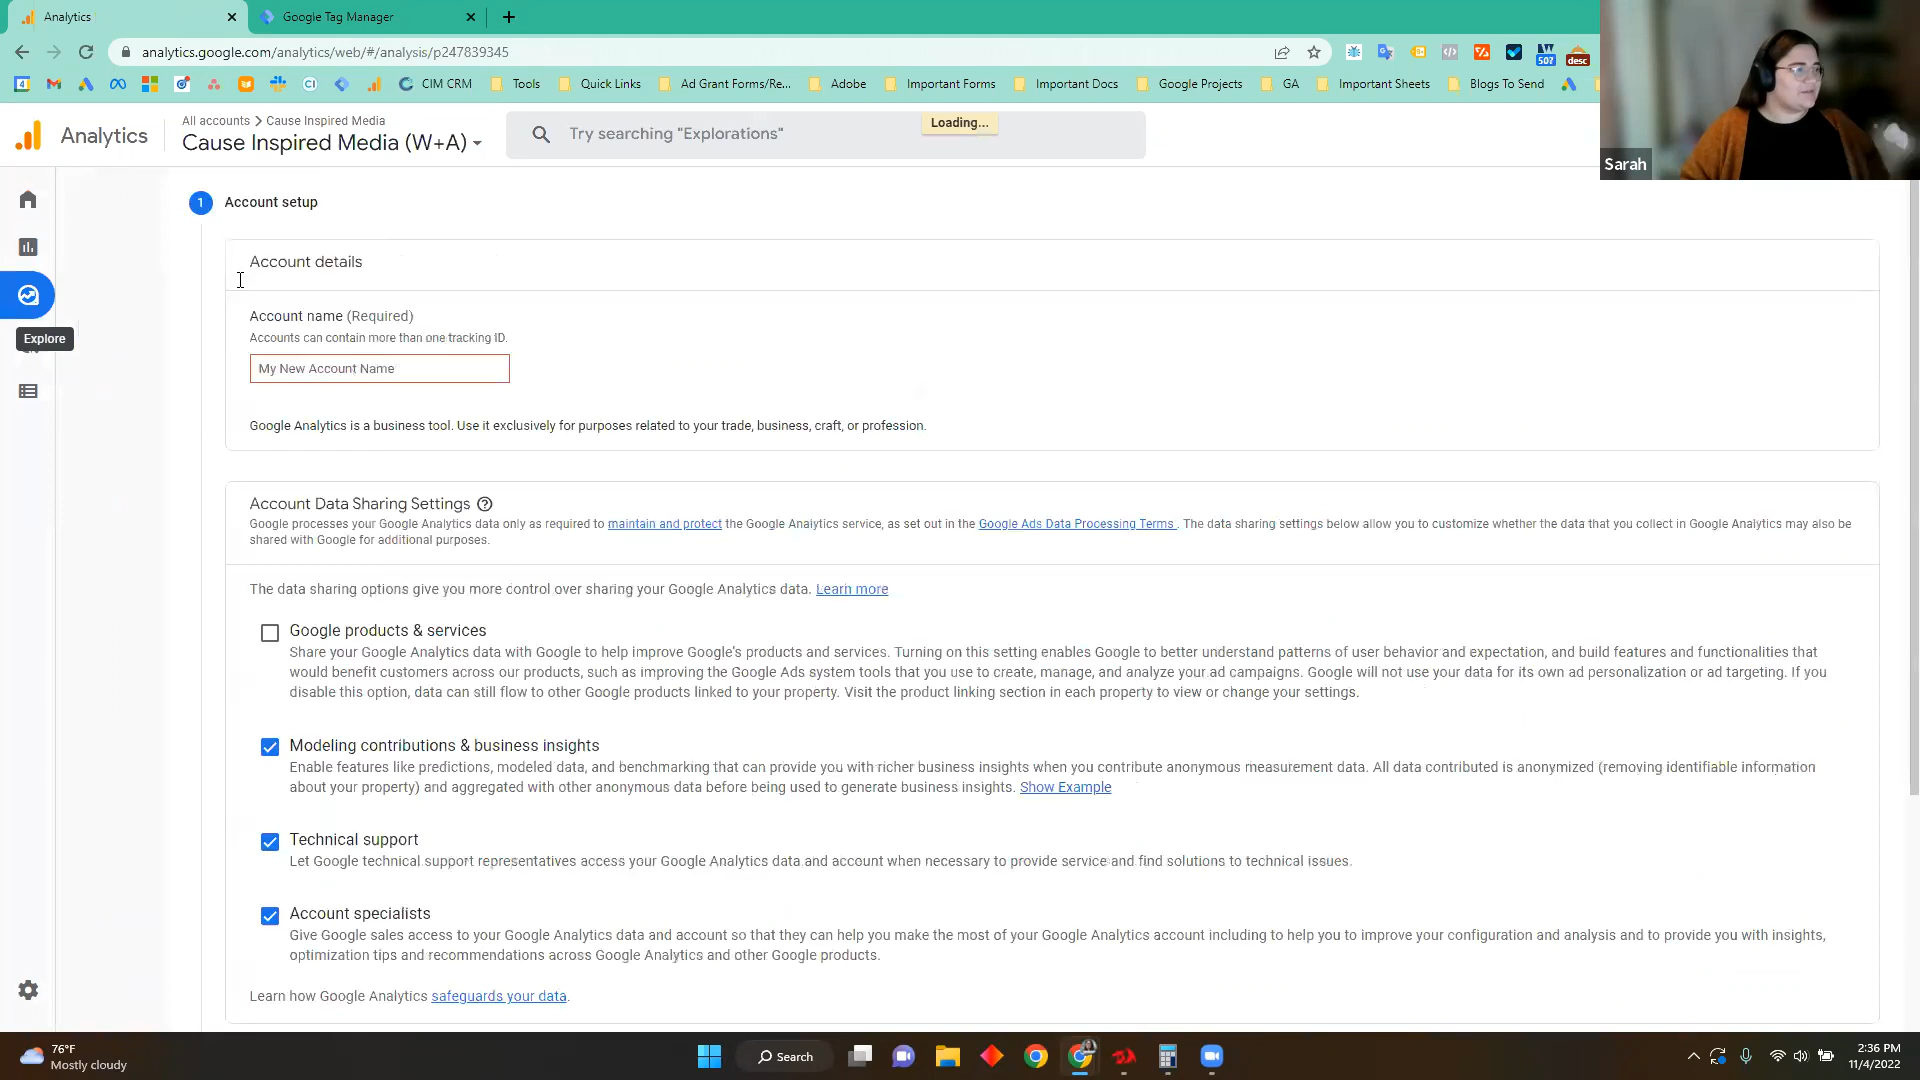 Analytics
Google Tag Manager
analytics.google.com/analytics/web/#/analysis/p247839345
CIM CRM
Tools
Quick Links
Ad Grant Forms/Re...
Adobe
Important Forms
Important Docs
Google Projects
GA
Important Sheets
Blogs To Send
507
desc
Analytics
All accounts > Cause Inspired Media
Cause Inspired Media (W+A)
Try searching "Explorations"
Loading...
Sarah
1 Account setup
Account details
Account name (Required)
Accounts can contain more than one tracking ID.
My New Account Name
Explore
Google Analytics is a business tool. Use it exclusively for purposes related to your trade, business, craft, or profession.
Account Data Sharing Settings
Google processes your Google Analytics data only as required to maintain and protect the Google Analytics service, as set out in the Google Ads Data Processing Terms . The data sharing settings below allow you to customize whether the data that you collect in Google Analytics may also be
shared with Google for additional purposes.
The data sharing options give you more control over sharing your Google Analytics data. Learn more
Google products & services
Share your Google Analytics data with Google to help improve Google's products and services. Turning on this setting enables Google to better understand patterns of user behavior and expectation, and build features and functionalities that
would benefit customers across our products, such as improving the Google Ads system tools that you use to create, manage, and analyze your ad campaigns. Google will not use your data for its own ad personalization or ad targeting. If you
disable this option, data can still flow to other Google products linked to your property. Visit the product linking section in each property to view or change your settings.
Modeling contributions & business insights
Enable features like predictions, modeled data, and benchmarking that can provide you with richer business insights when you contribute anonymous measurement data. All data contributed is anonymized (removing identifiable information
about your property) and aggregated with other anonymous data before being used to generate business insights. Show Example
Technical support
Let Google technical support representatives access your Google Analytics data and account when necessary to provide service and find solutions to technical issues.
Account specialists
Give Google sales access to your Google Analytics data and account so that they can help you make the most of your Google Analytics account including to help you to improve your configuration and analysis and to provide you with insights,
optimization tips and recommendations across Google Analytics and other Google products.
Learn how Google Analytics safeguards your data.
76°F
Mostly cloudy
Search
2:36 PM
11/4/2022